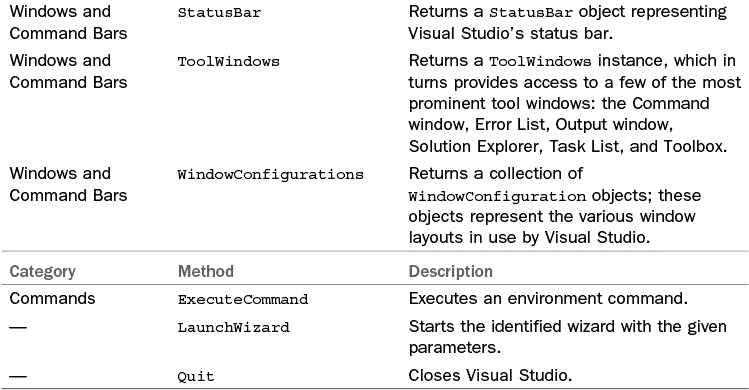 Windows and Command Bars StatusBar Returns a StatusBar object representing Visual Studio's status bar.
Windows and Command Bars ToolWindows Returns a ToolWindows instance, which in turns provides access to a few of the most prominent tool windows: the Command window, Error List, Output window, Solution Explorer, Task List, and Toolbox.
Windows and Command Bars WindowConfigurations Returns a collection of WindowConfiguration objects; these objects represent the various window layouts in use by Visual Studio.
Category Method Description
Commands ExecuteCommand Executes an environment command.
— LaunchWizard Starts the identified wizard with the given parameters.
— Quit Closes Visual Studio.